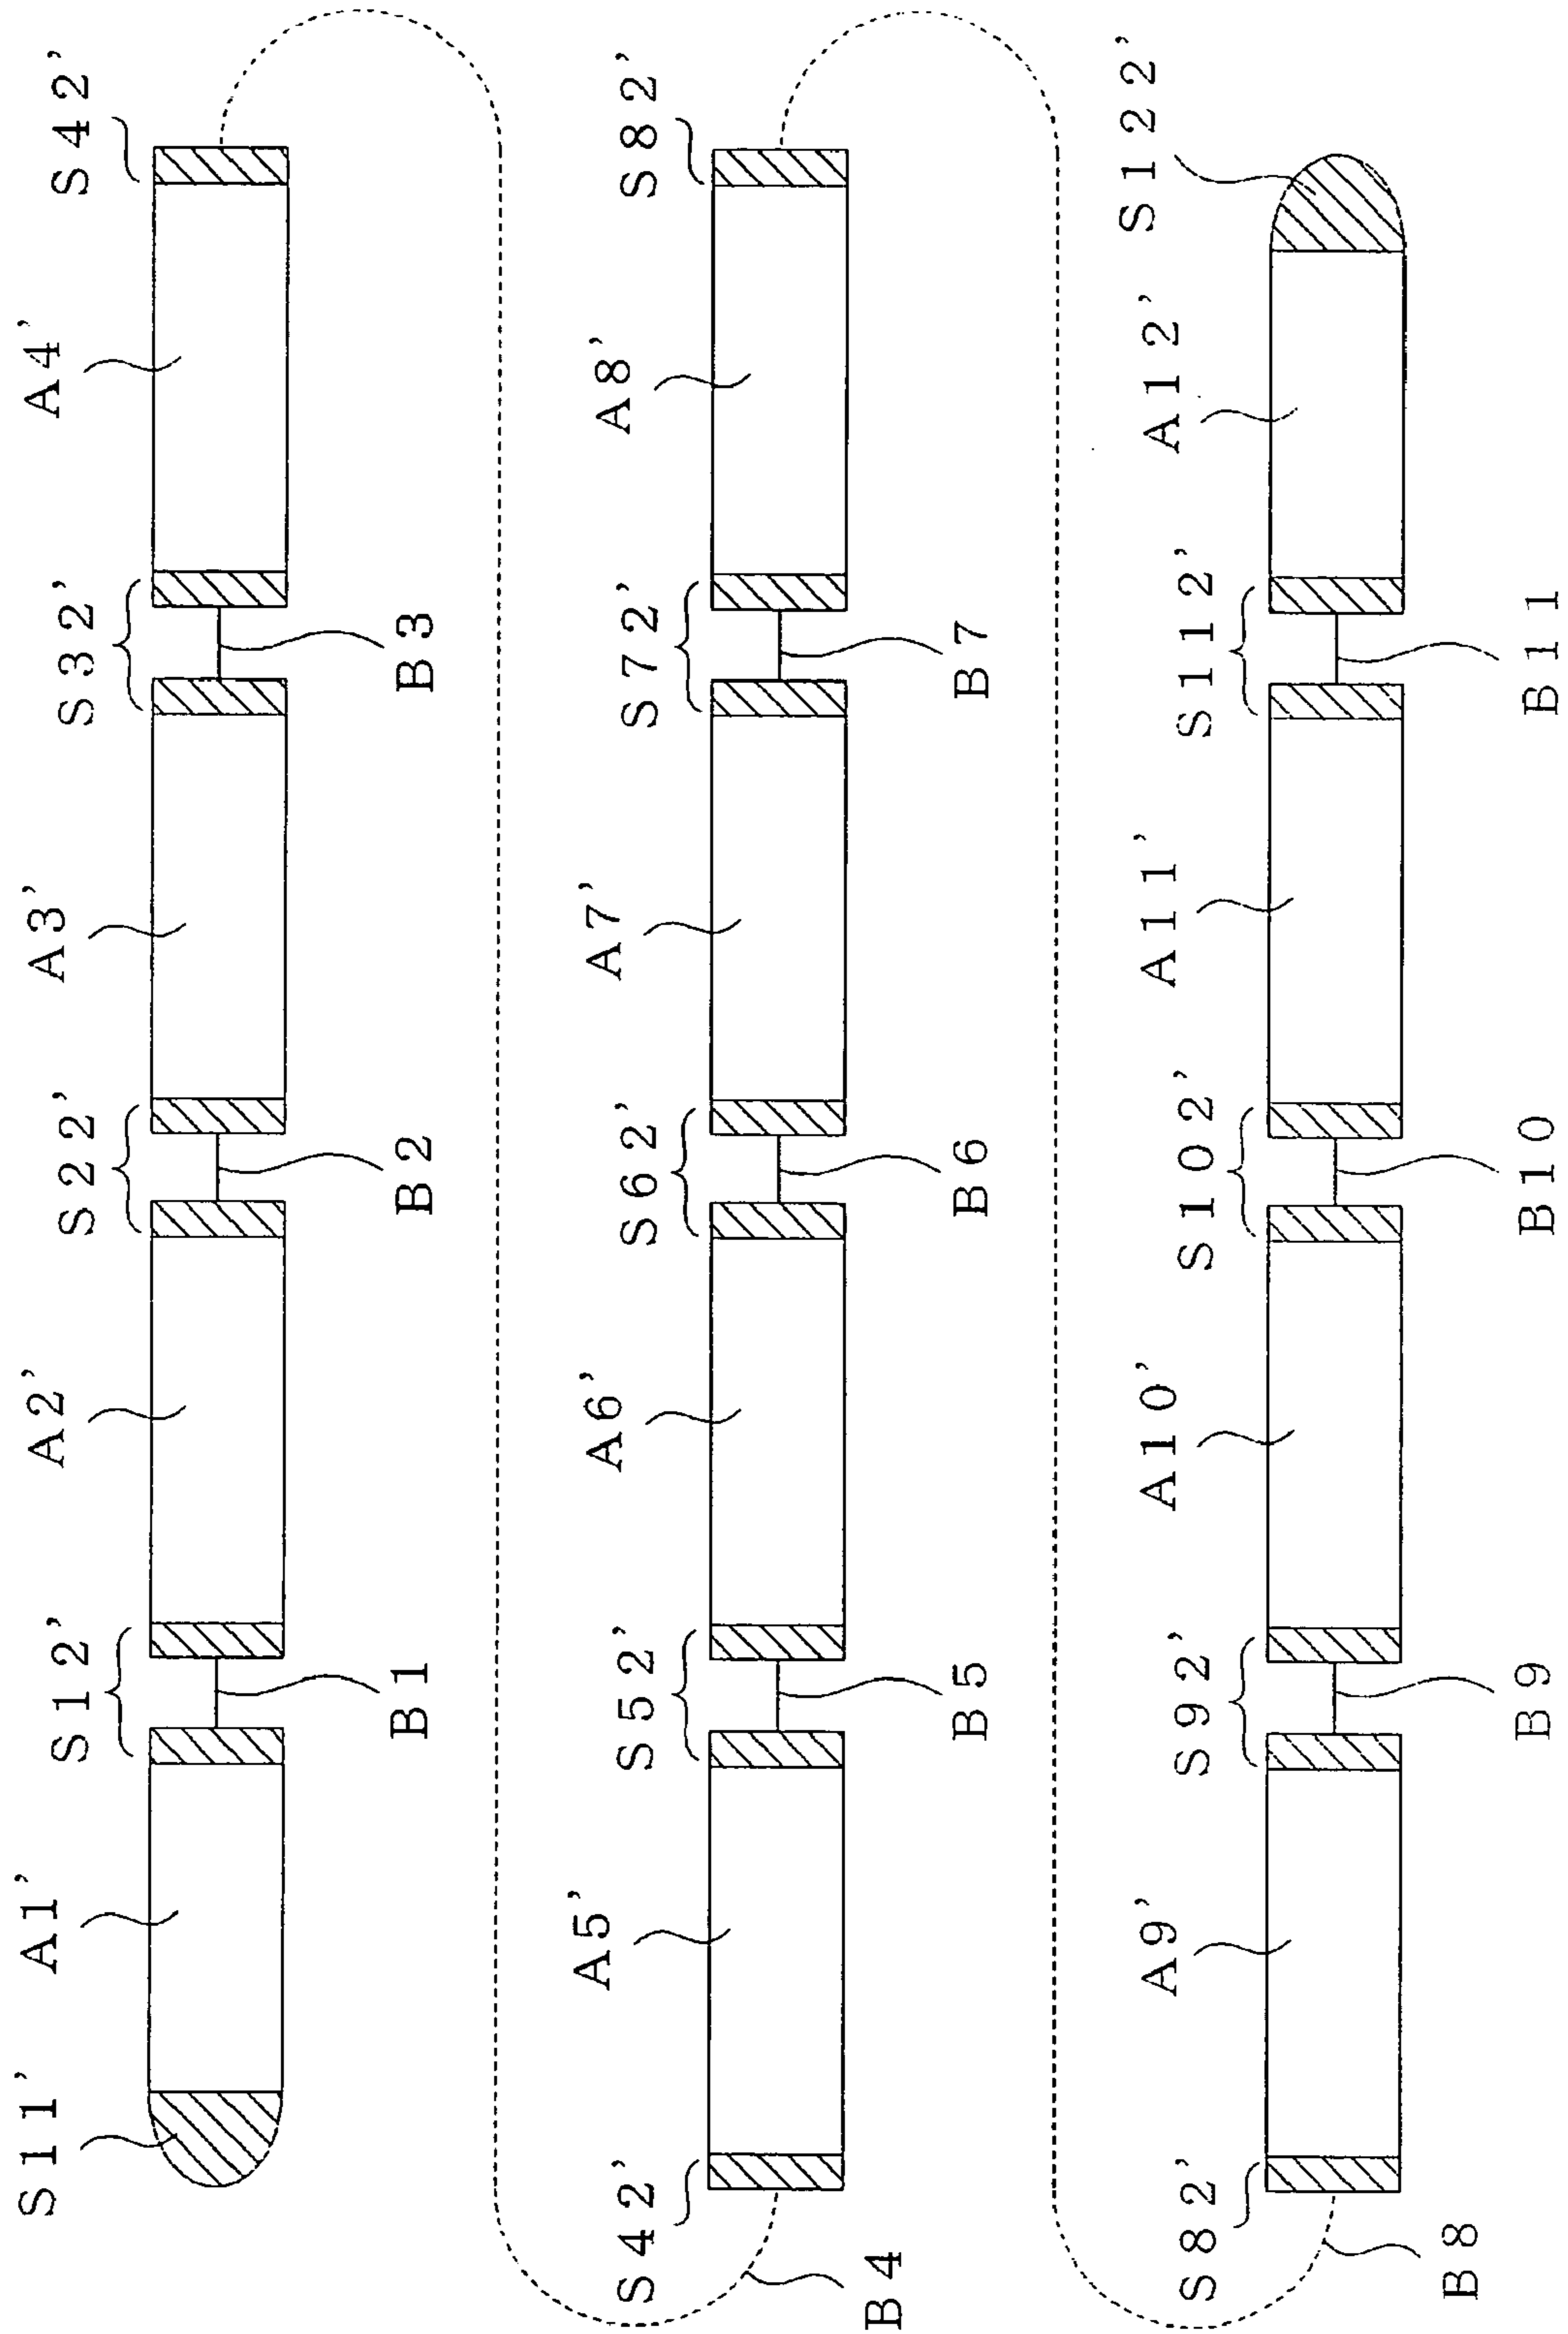 S11' A1' S12' A2' S22' A3' S32' A4' S42'
B1 B2 B3
S42' A5' S52' A6' S62' A7' S72' A8' S82'
B4 B5 B6 B7
S82' A9' S92' A10' S102' A11' S112' A12' S122'
B8 B9 B10 B11